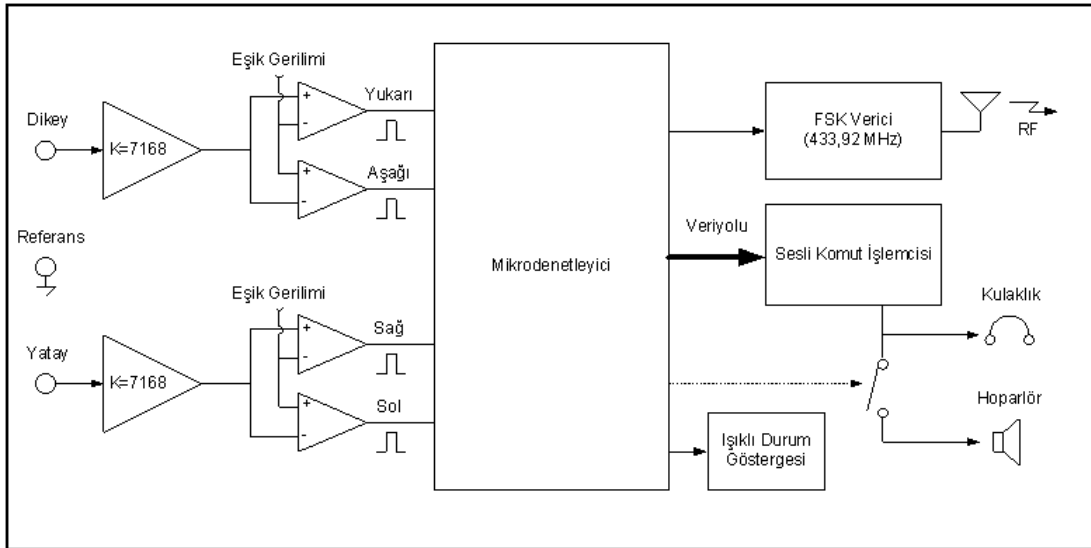 Eşik Gerilimi
Dikey
K=7168
+
-
Yukarı
+
-
Aşağı
Referans
Eşik Gerilimi
Yatay
K=7168
+
-
Sağ
+
-
Sol
Mikrodenetleyici
FSK Verici
(433,92 MHz)
RF
Veriyolu
Sesli Komut İşlemcisi
Kulaklık
Hoparlör
Işıklı Durum
Göstergesi